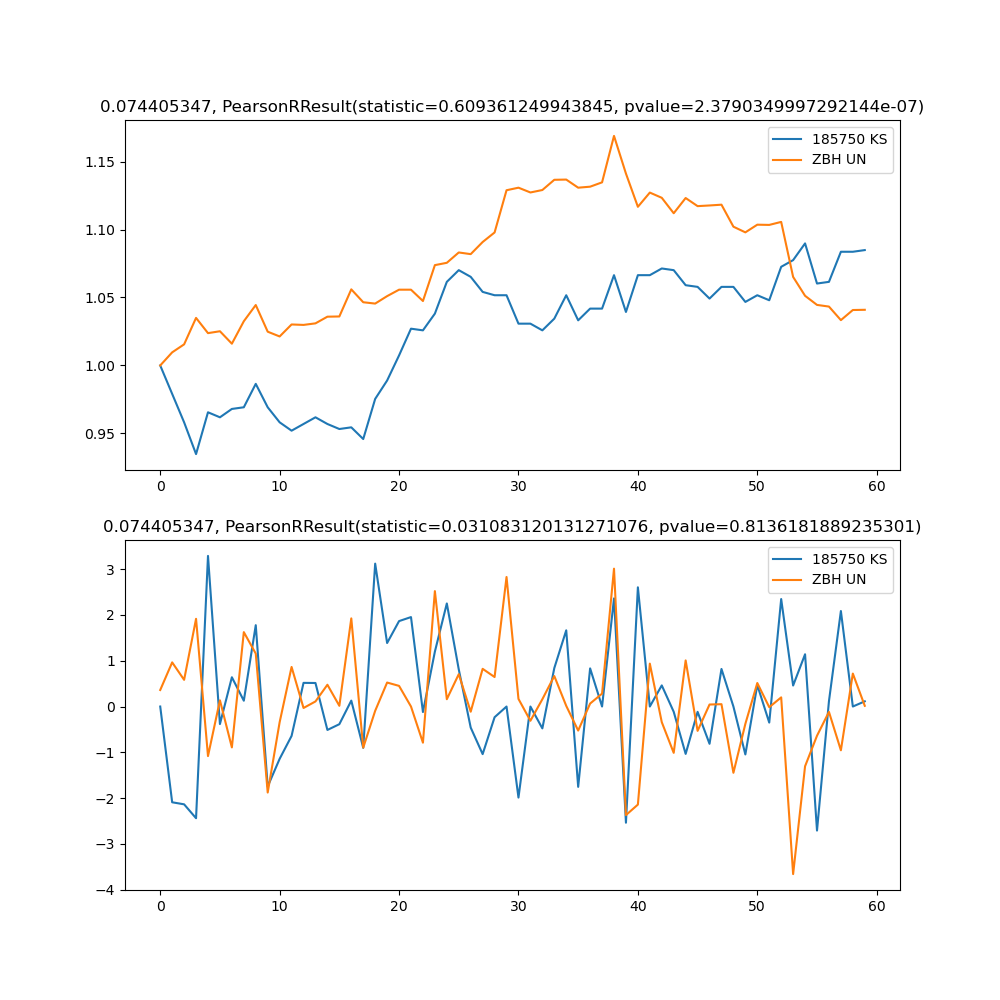 0.074405347, PearsonRResult(statistic=0.609361249943845, pvalue=2.3790349997292144e-07)
185750 KS
ZBH UN
1.15
1.10
1.05
1.00
0.95
0 10 20 30 40 50 60
0.074405347, PearsonRResult(statistic=0.031083120131271076, pvalue=0.8136181889235301)
185750 KS
ZBH UN
3
2
1
0
−1
−2
−3
−4
0 10 20 30 40 50 60